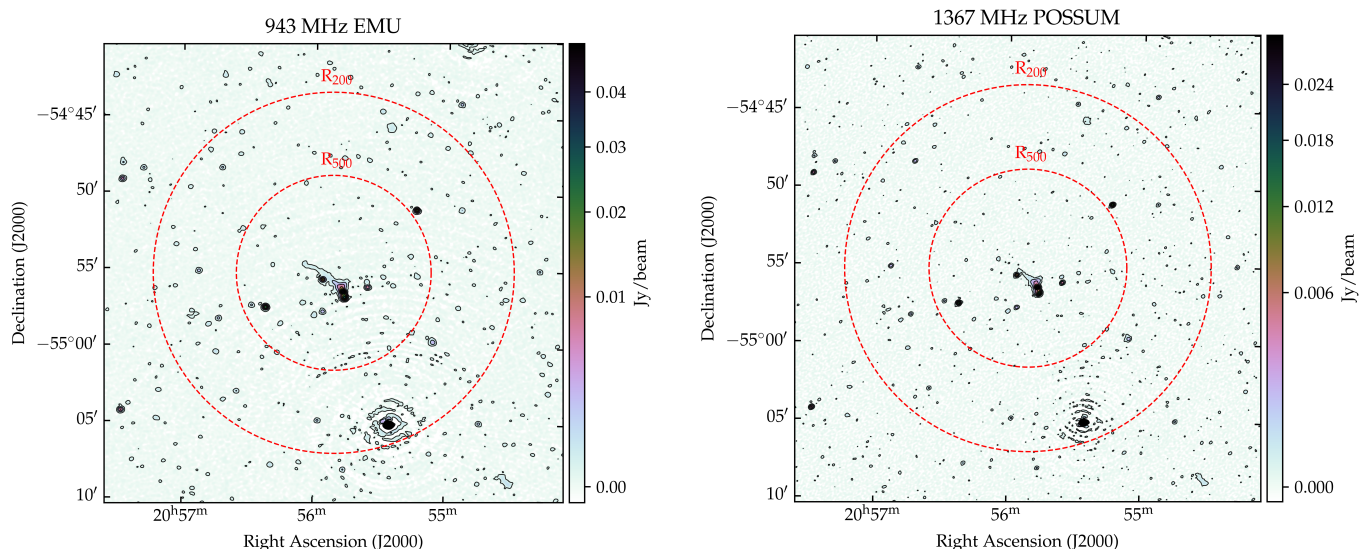 943 MHz EMU
R200
R500
−54°45′
50′
55′
−55°00′
05′
10′
20h57m
56m
55m
Right Ascension (J2000)
Declination (J2000)
0.04
0.03
0.02
0.01
0.00
Jy/beam
1367 MHz POSSUM
R200
R500
−54°45′
50′
55′
−55°00′
05′
10′
20h57m
56m
55m
Right Ascension (J2000)
Declination (J2000)
0.024
0.018
0.012
0.006
0.000
Jy/beam